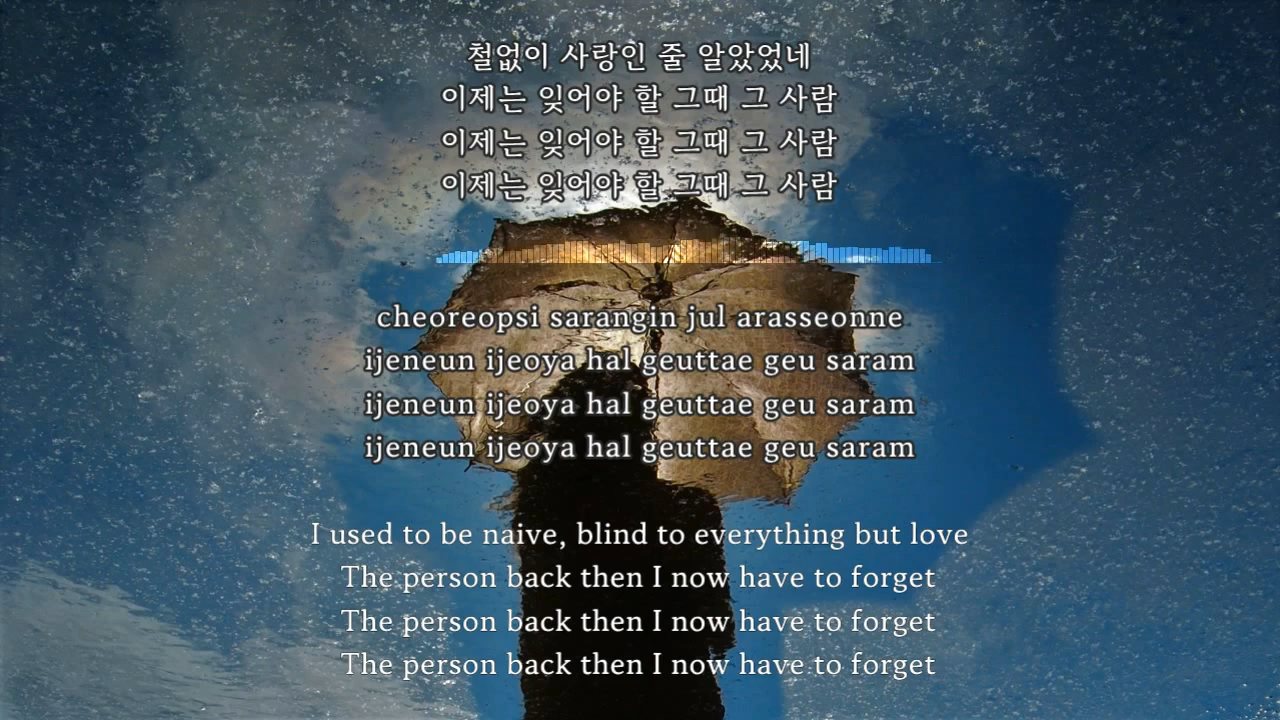 철없이 사랑인 줄 알았었네
이제는 잊어야 할 그때 그 사람
이제는 잊어야 할 그때 그 사람
이제는 잊어야 할 그때 그 사람
cheoreopsi sarangin jul arasseonne
ijeneun ijeoya hal geuttae geu saram
ijeneun ijeoya hal geuttae geu saram
ijeneun ijeoya hal geuttae geu saram
I used to be naive, blind to everything but love
The person back then I now have to forget
The person back then I now have to forget
The person back then I now have to forget